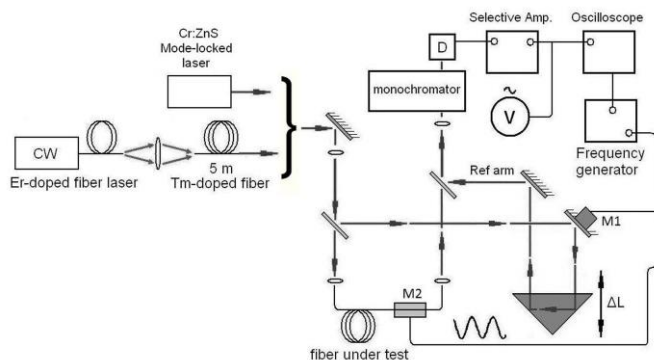 Cr:ZnS
Mode-locked
laser
CW
Er-doped fiber laser
5 m
Tm-doped fiber
D
Selective Amp.
Oscilloscope
monochromator
~
V
Frequency
generator
Ref arm
M1
M2
ΔL
fiber under test